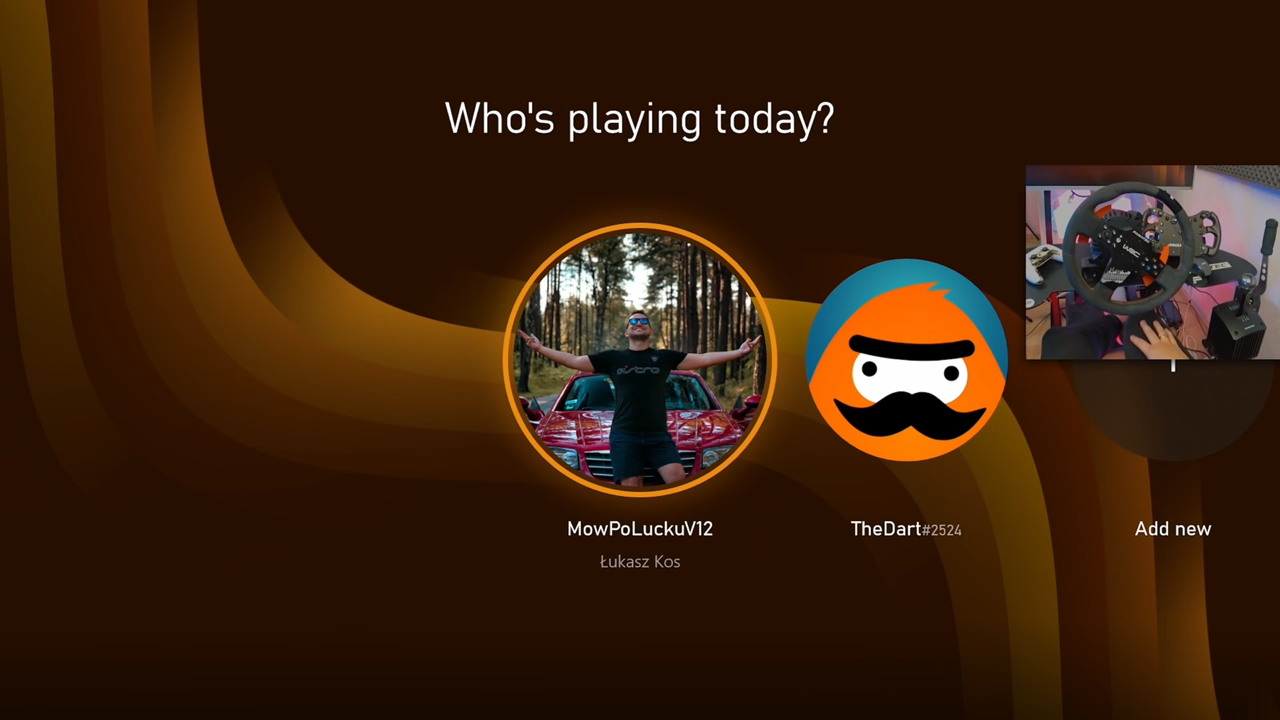 Who's playing today?
MowPoLuckuV12
Łukasz Kos
TheDart#2524
Add new